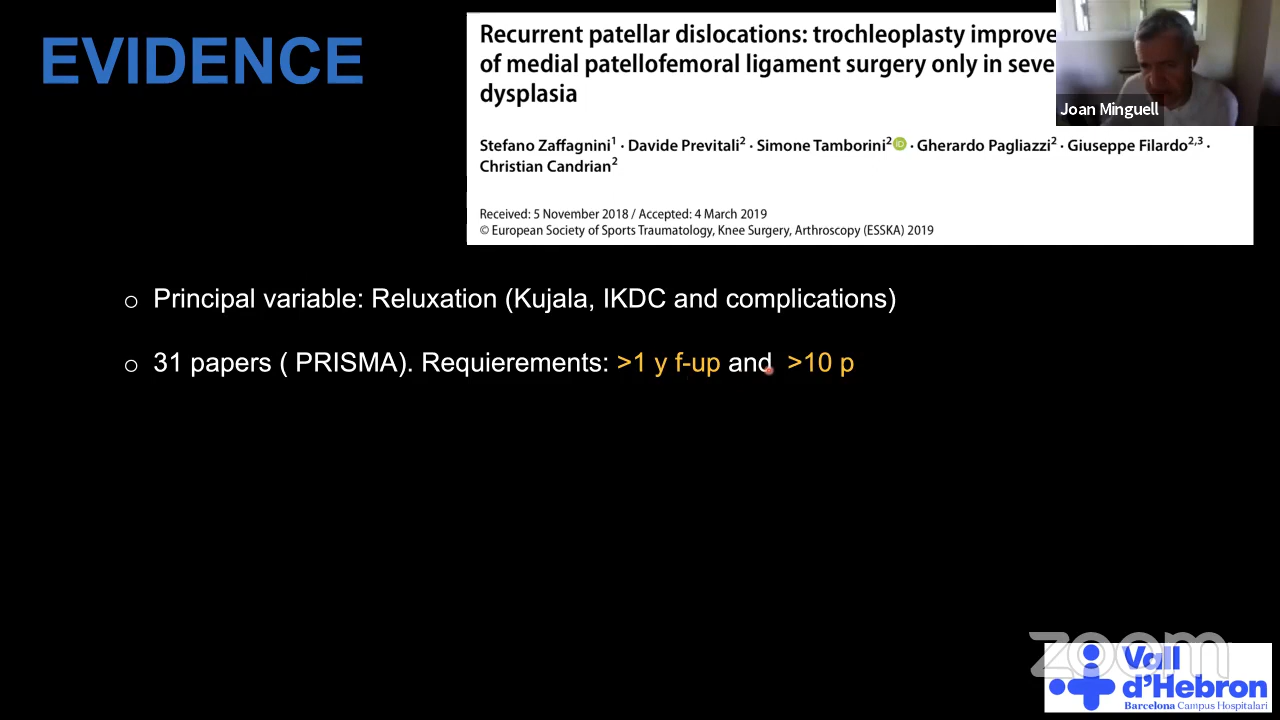 EVIDENCE
Recurrent patellar dislocations: trochleoplasty improve
of medial patellofemoral ligament surgery only in seve
dysplasia
Joan Minguell
Stefano Zaffagnini1 · Davide Previtali2 · Simone Tamborini2 iD · Gherardo Pagliazzi2 · Giuseppe Filardo2,3 ·
Christian Candrian2
Received: 5 November 2018 / Accepted: 4 March 2019
© European Society of Sports Traumatology, Knee Surgery, Arthroscopy (ESSKA) 2019
o Principal variable: Reluxation (Kujala, IKDC and complications)
o 31 papers ( PRISMA). Requierements: >1 y f-up and >10 p
zoom
Vall
d'Hebron
Barcelona Campus Hospitalari